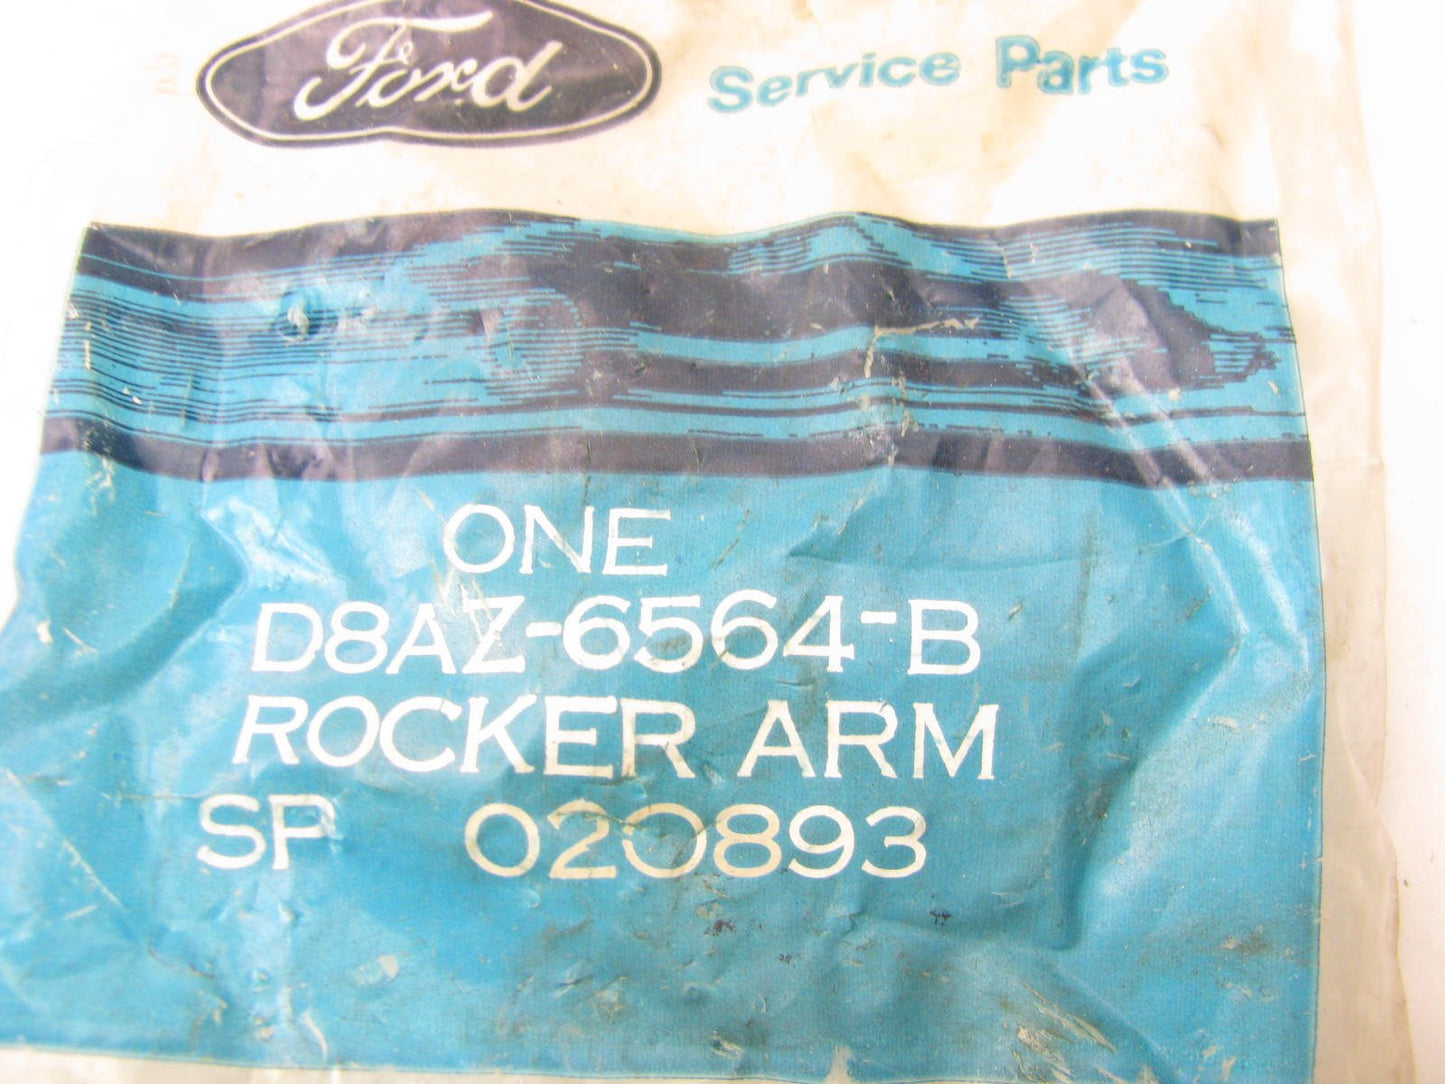 Ford Service Parts
ONE
D8AZ-6564-B
ROCKER ARM
SP 020893